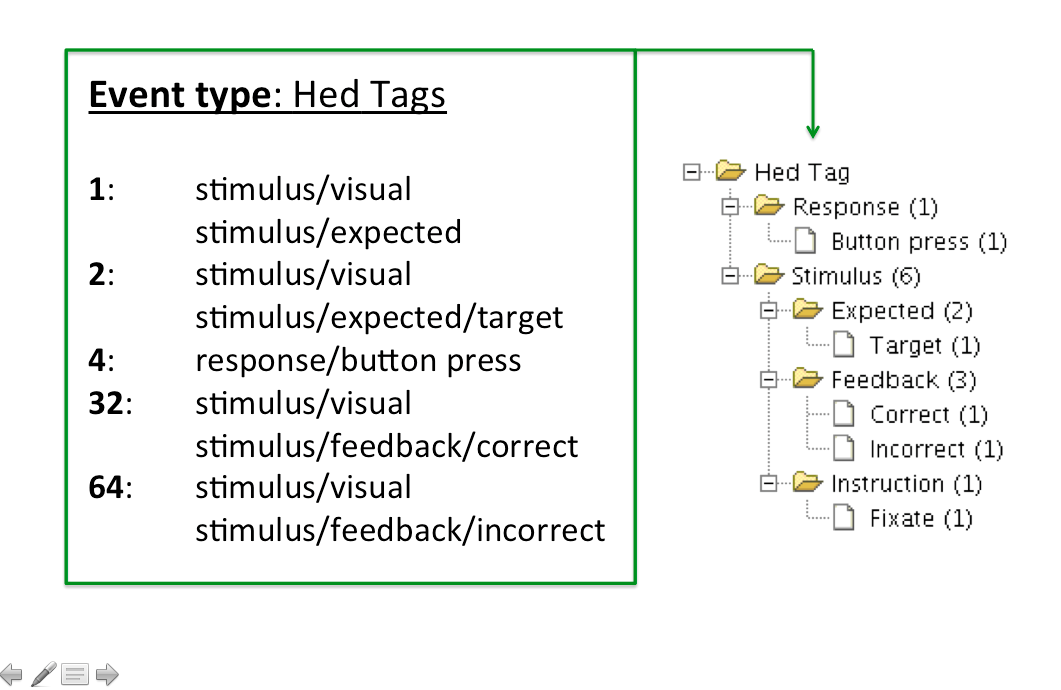 Event type: Hed Tags
1: stimulus/visual
stimulus/expected
2: stimulus/visual
stimulus/expected/target
4: response/button press
32: stimulus/visual
stimulus/feedback/correct
64: stimulus/visual
stimulus/feedback/incorrect
Hed Tag
Response (1)
Button press (1)
Stimulus (6)
Expected (2)
Target (1)
Feedback (3)
Correct (1)
Incorrect (1)
Instruction (1)
Fixate (1)